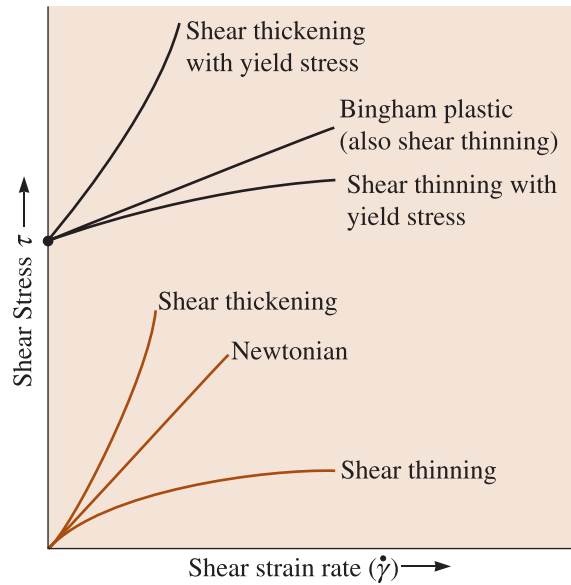 Shear thickening
with yield stress
Bingham plastic
(also shear thinning)
Shear thinning with
yield stress
Shear Stress τ
Shear thickening
Newtonian
Shear thinning
Shear strain rate (γ̇)